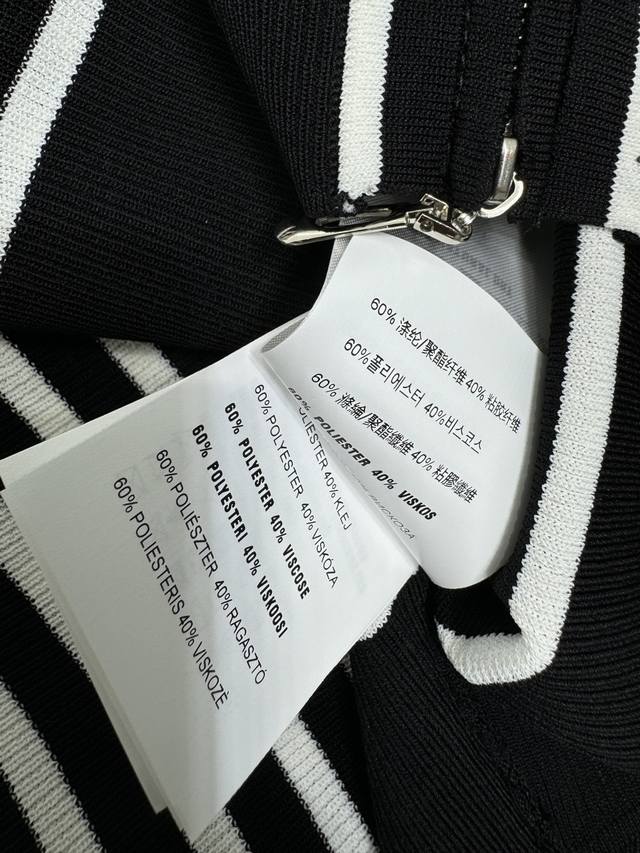 60% 涤纶/聚酯纤维 40% 粘胶纤维
60%폴리에스터 40%비스코스
60% 滌綸/聚酯纖維 40% 粘膠纖維
60% POLIESTER 40% VISKOS
POLIESTER 40% KLEJ
60% POLYESTER 40% VISKÓZA
60% POLYESTER 40% VISCOSE
60% POLYESTERI 40% VISKOOSI
60% POLIÉSZTER 40% RAGASZTÓ
60% POLIESTERIS 40% VISKOZĖ